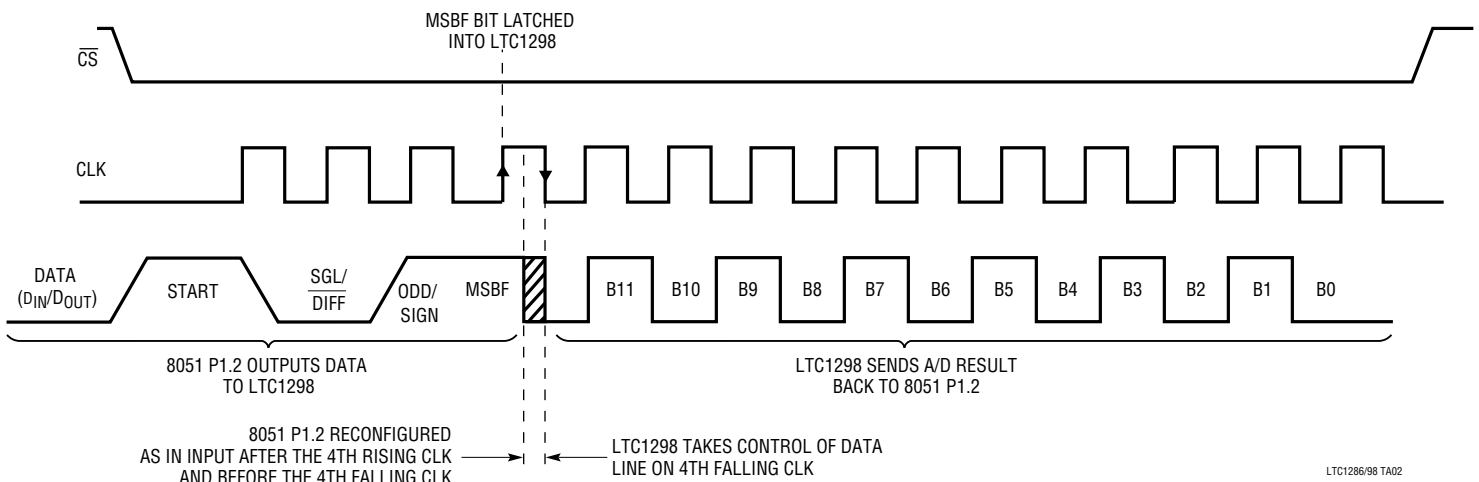 MSBF BIT LATCHED
INTO LTC1298
CS
CLK
DATA
(DIN/DOUT)
START
SGL/
DIFF
ODD/
SIGN
MSBF
B11 B10 B9 B8 B7 B6 B5 B4 B3 B2 B1 B0
8051 P1.2 OUTPUTS DATA
TO LTC1298
LTC1298 SENDS A/D RESULT
BACK TO 8051 P1.2
8051 P1.2 RECONFIGURED
AS IN INPUT AFTER THE 4TH RISING CLK
AND BEFORE THE 4TH FALLING CLK
LTC1298 TAKES CONTROL OF DATA
LINE ON 4TH FALLING CLK
LTC1286/98 TA02